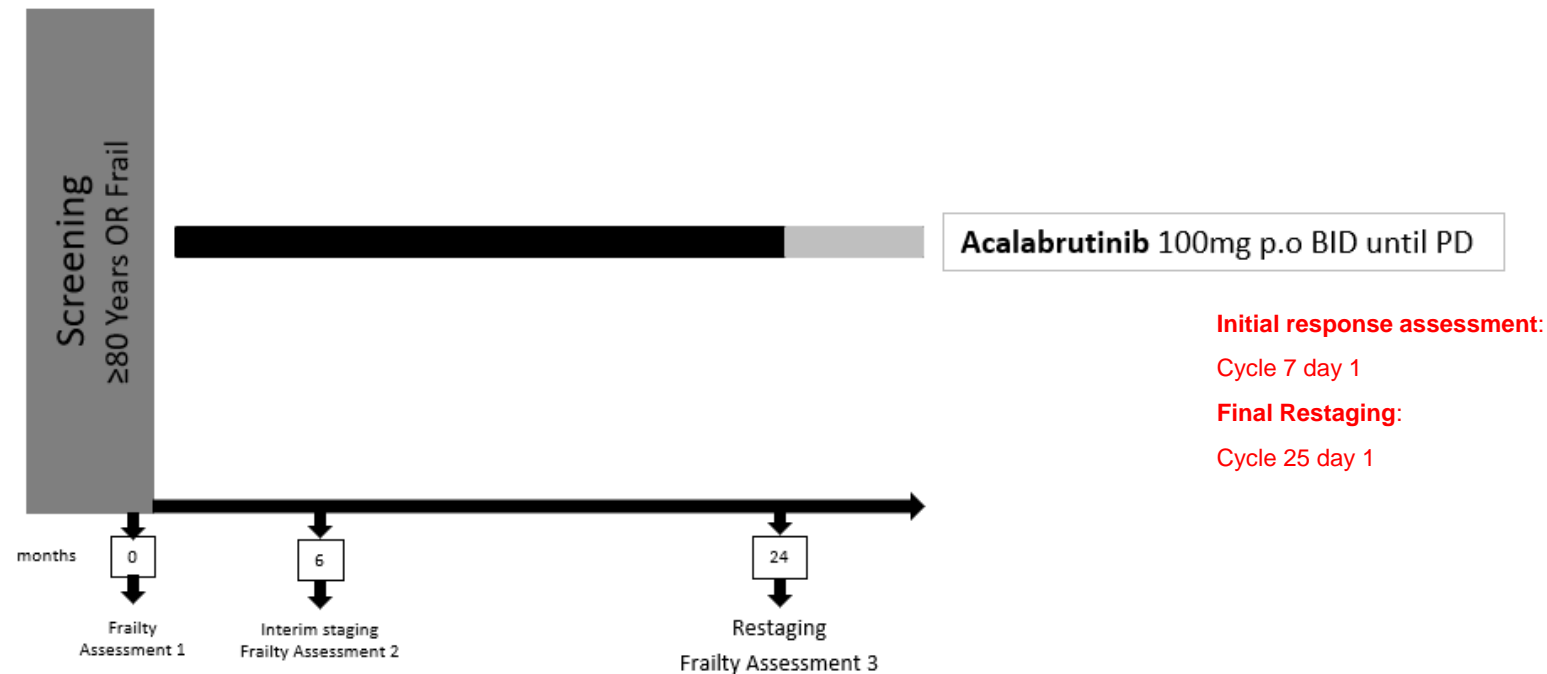 Screening
≥80 Years OR Frail
Acalabrutinib 100mg p.o BID until PD
Initial response assessment:
Cycle 7 day 1
Final Restaging:
Cycle 25 day 1
months
0
6
24
Frailty
Assessment 1
Interim staging
Frailty Assessment 2
Restaging
Frailty Assessment 3